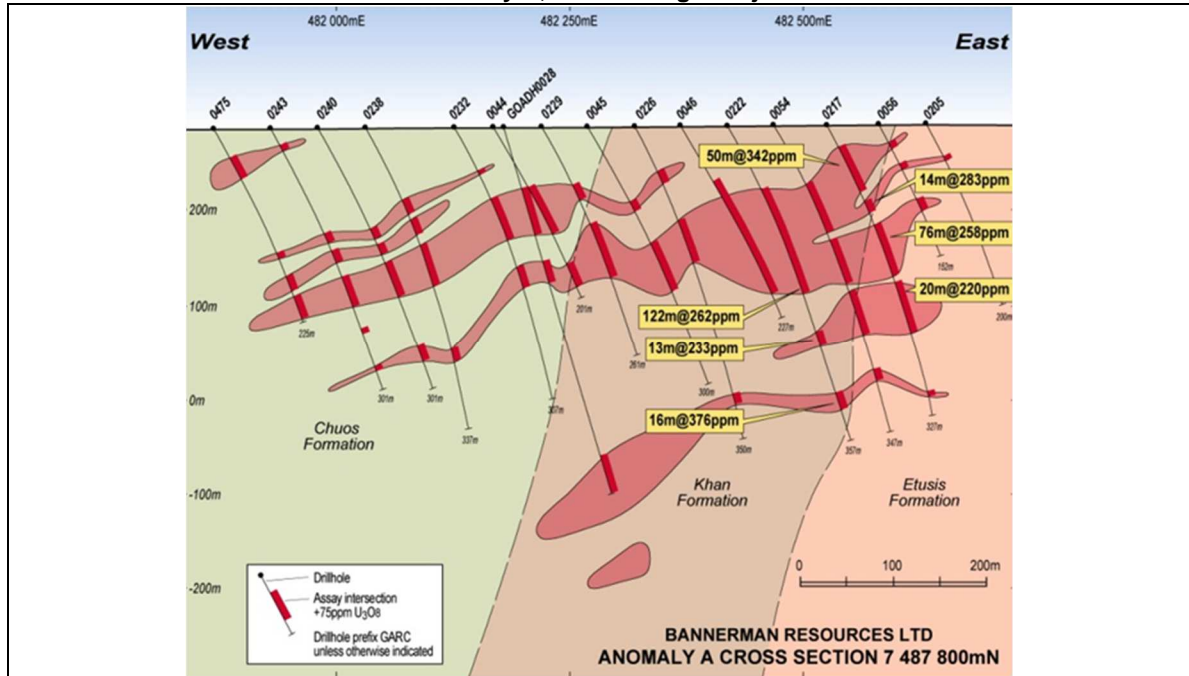 482 000mE
482 250mE
482 500mE
West
East
0475
0243
0240
0238
0232
0044
GOADH0028
0229
0045
0226
0046
0222
0054
0217
0056
0205
50m@342ppm
14m@283ppm
200m
76m@258ppm
152m
20m@220ppm
100m
201m
200m
122m@262ppm
227m
225m
13m@233ppm
261m
300m
0m
301m
301m
307m
327m
16m@376ppm
337m
350m
357m
347m
Chuos
Formation
-100m
Khan
Formation
Etusis
Formation
-200m
0
100
200m
Drillhole
Assay intersection
+75ppm U3O8
Drillhole prefix GARC
unless otherwise indicated
BANNERMAN RESOURCES LTD
ANOMALY A CROSS SECTION 7 487 800mN